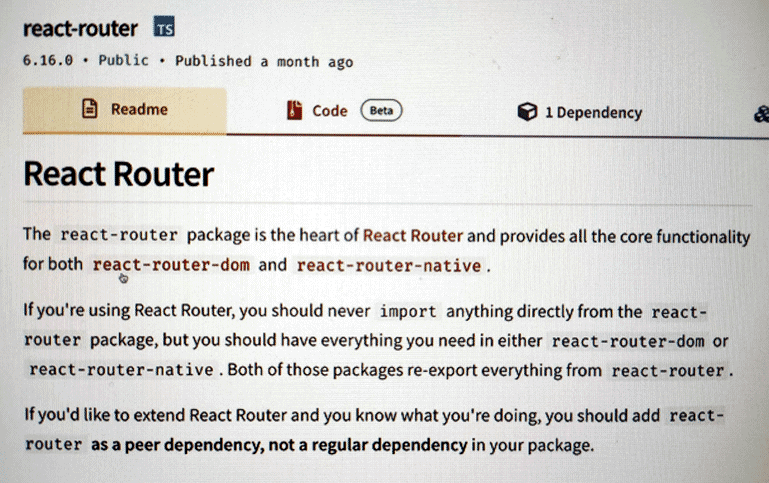 react-router TS
6.16.0 • Public • Published a month ago
Readme Code Beta 1 Dependency
React Router
The react-router package is the heart of React Router and provides all the core functionality
for both react-router-dom and react-router-native.
If you're using React Router, you should never import anything directly from the react-
router package, but you should have everything you need in either react-router-dom or
react-router-native. Both of those packages re-export everything from react-router.
If you'd like to extend React Router and you know what you're doing, you should add react-
router as a peer dependency, not a regular dependency in your package.